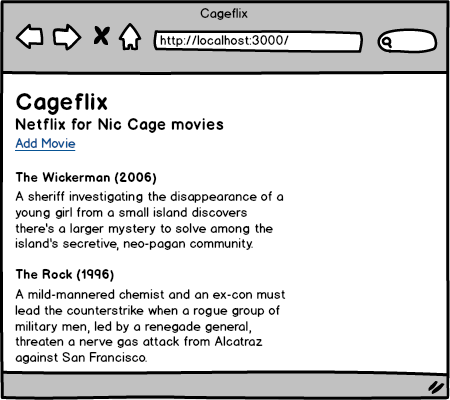 Cageflix
http://localhost:3000/
Cageflix
Netflix for Nic Cage movies
Add Movie
The Wickerman (2006)
A sheriff investigating the disappearance of a
young girl from a small island discovers
there's a larger mystery to solve among the
island's secretive, neo-pagan community.
The Rock (1996)
A mild-mannered chemist and an ex-con must
lead the counterstrike when a rogue group of
military men, led by a renegade general,
threaten a nerve gas attack from Alcatraz
against San Francisco.